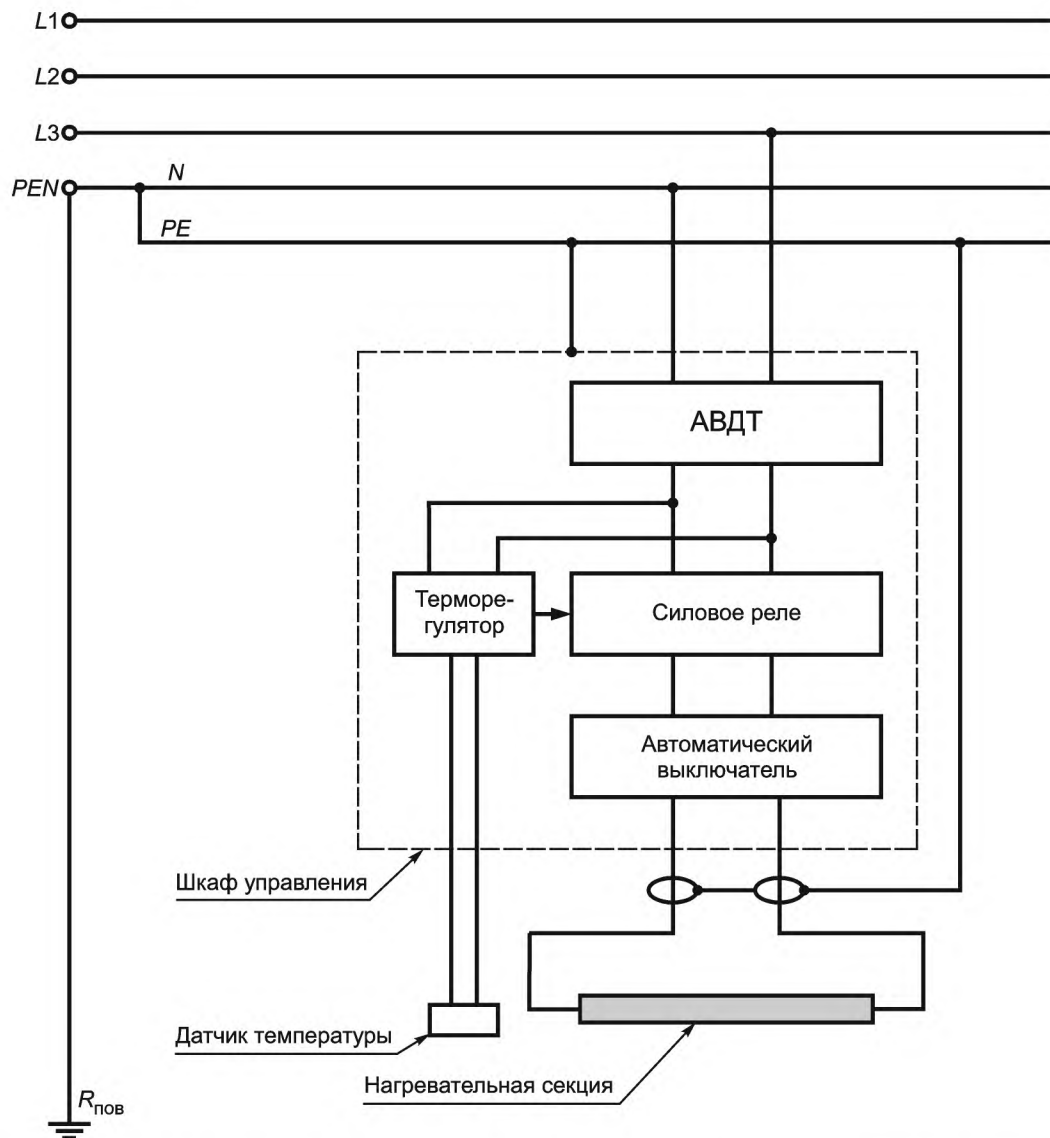 L1
L2
L3
PEN
N
PE
АВДТ
Терморе-
гулятор
Силовое реле
Автоматический
выключатель
Шкаф управления
Датчик температуры
Нагревательная секция
Rпов